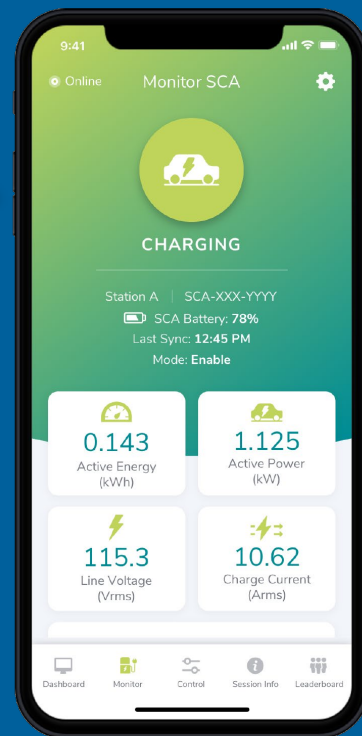 9:41
Online
Monitor SCA
CHARGING
Station A | SCA-XXX-YYYY
SCA Battery: 78%
Last Sync: 12:45 PM
Mode: Enable
0.143
Active Energy
(kWh)
1.125
Active Power
(kW)
115.3
Line Voltage
(Vrms)
10.62
Charge Current
(Arms)
Dashboard
Monitor
Control
Session Info
Leaderboard